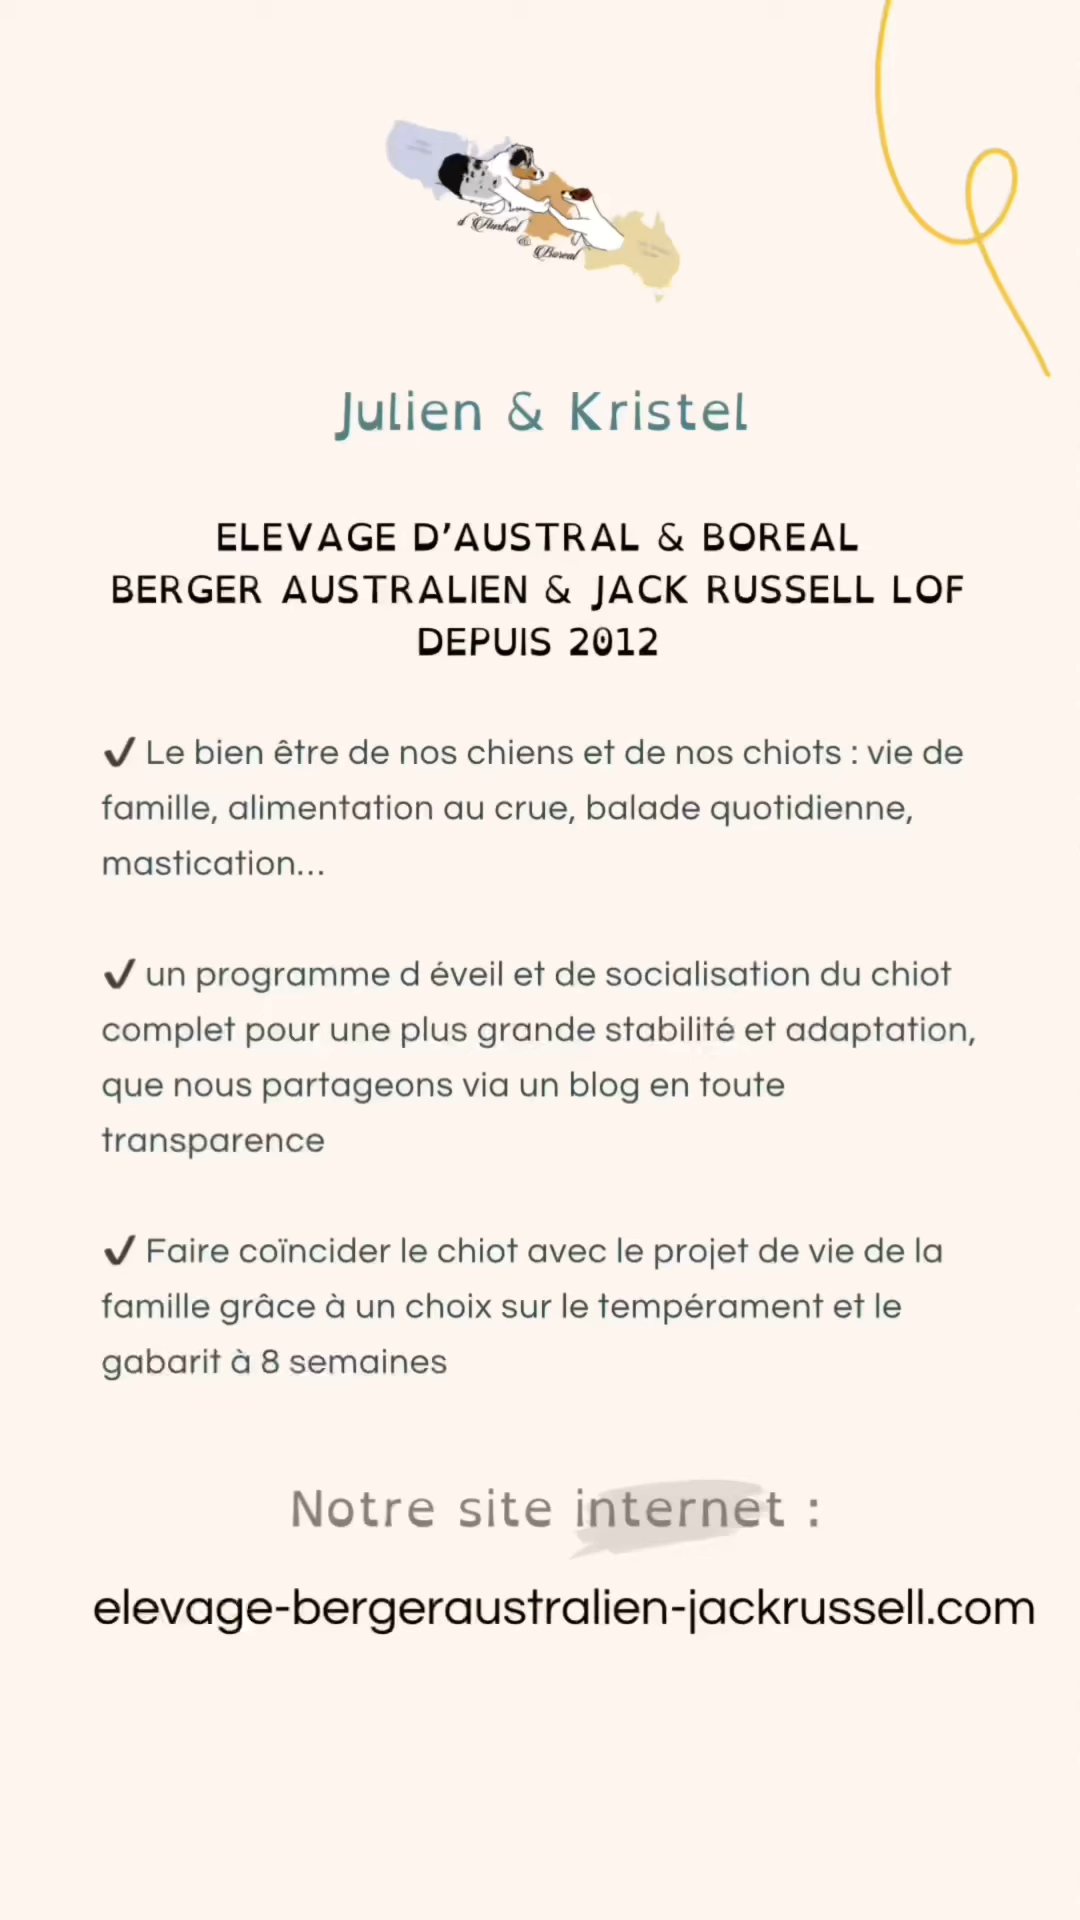 d'Austral
&
Boreal
Julien & Kristel
ELEVAGE D'AUSTRAL & BOREAL
BERGER AUSTRALIEN & JACK RUSSELL LOF
DEPUIS 2012
✔ Le bien être de nos chiens et de nos chiots : vie de
famille, alimentation au crue, balade quotidienne,
mastication...
✔ un programme d éveil et de socialisation du chiot
complet pour une plus grande stabilité et adaptation,
que nous partageons via un blog en toute
transparence
✔ Faire coïncider le chiot avec le projet de vie de la
famille grâce à un choix sur le tempérament et le
gabarit à 8 semaines
Notre site internet :
elevage-bergeraustralien-jackrussell.com